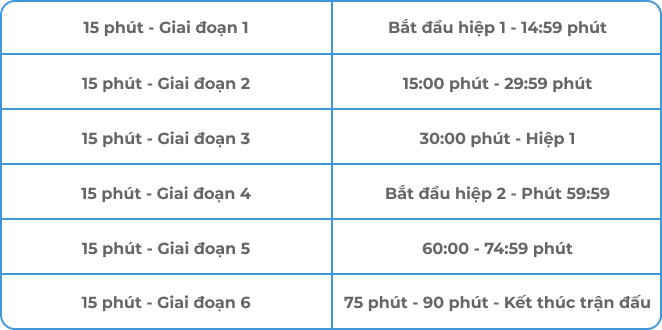 15 phút - Giai đoạn 1
Bắt đầu hiệp 1 - 14:59 phút
15 phút - Giai đoạn 2
15:00 phút - 29:59 phút
15 phút - Giai đoạn 3
30:00 phút - Hiệp 1
15 phút - Giai đoạn 4
Bắt đầu hiệp 2 - Phút 59:59
15 phút - Giai đoạn 5
60:00 - 74:59 phút
15 phút - Giai đoạn 6
75 phút - 90 phút - Kết thúc trận đấu